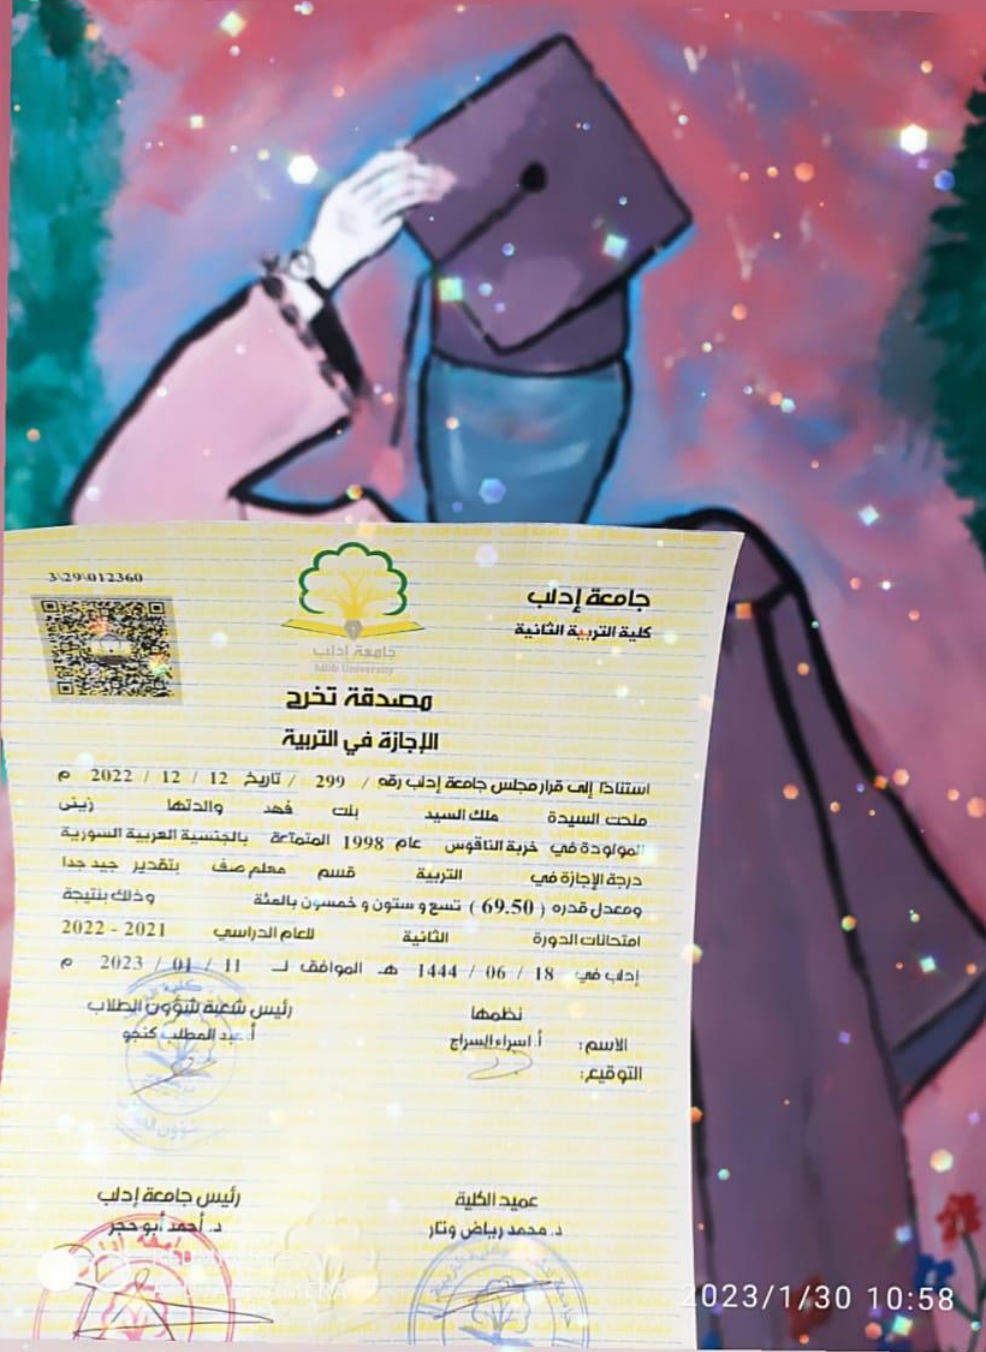 3\29\012360
جامعة إدلب
كلية التربية الثانية
جامعة ادلب
Idlib University
مصدقة تخرج
الإجازة في التربية
استناداً إلى قرار مجلس جامعة إدلب رقم / 299 / تاريخ 12 / 12 / 2022 م
منحت السيدة ملك السيد بنت فهد والدتها زينى
المولودة في خربة الناقوس عام 1998 المتمتعة بالجنسية العربية السورية
درجة الإجازة في التربية قسم معلم صف بتقدير جيد جدا
ومعدل قدره ( 69.50 ) تسع و ستون و خمسون بالمئة وذلك بنتيجة
امتحانات الدورة الثانية للعام الدراسي 2021 - 2022
إدلب في 18 / 06 / 1444 هـ الموافق لـ 11 / 01 / 2023 م
نظمها
الاسم: أ. اسراء السراج
التوقيع:
رئيس شعبة شؤون الطلاب
أ. عبد المطلب كنجو
عميد الكلية
د. محمد رياض وتار
رئيس جامعة إدلب
د. أحمد أبو حجر
2023/1/30 10:58